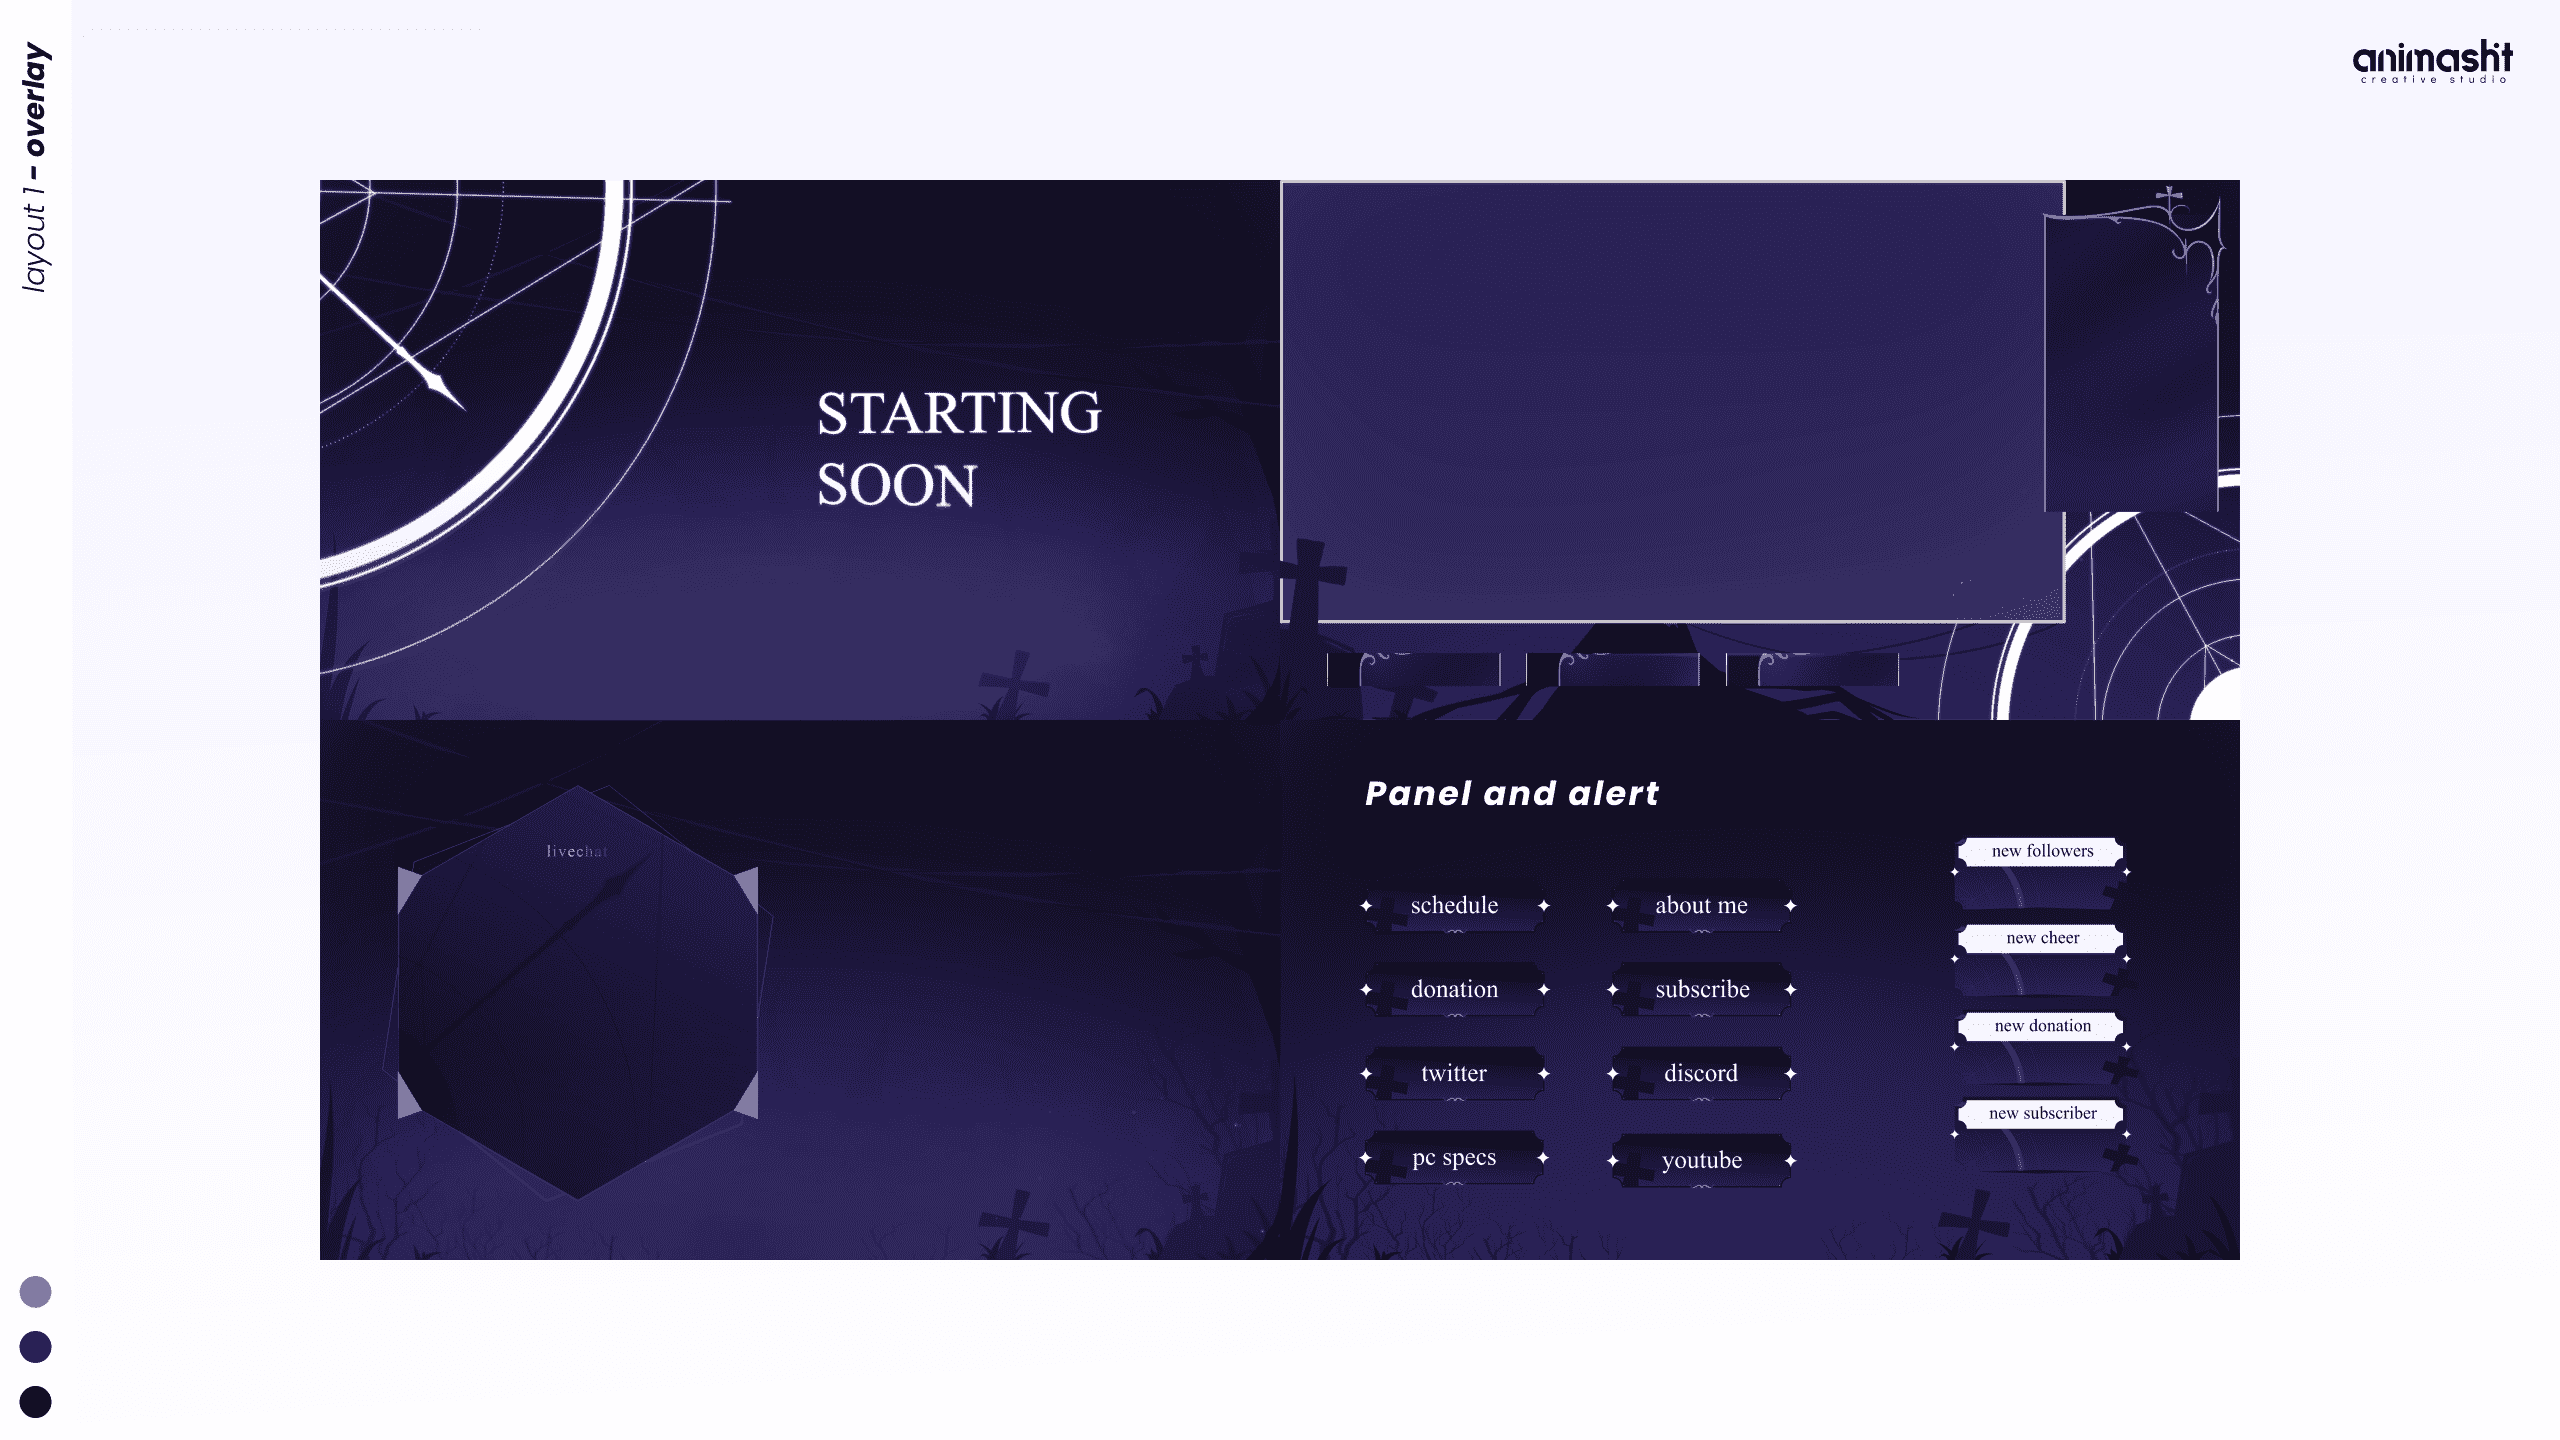 layout 1 - overlay
animasht
creative studio
STARTING
SOON
livechat
Panel and alert
schedule
about me
donation
subscribe
twitter
discord
pc specs
youtube
new followers
new cheer
new donation
new subscriber